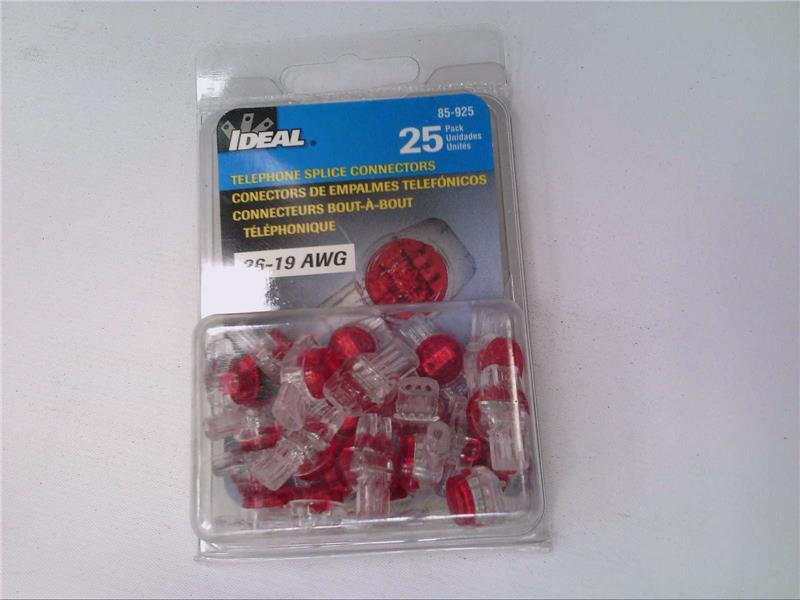 85-925
IDEAL®
25 Pack
Unidades
Unités
TELEPHONE SPLICE CONNECTORS
CONECTORS DE EMPALMES TELEFÓNICOS
CONNECTEURS BOUT-À-BOUT
TÉLÉPHONIQUE
26-19 AWG